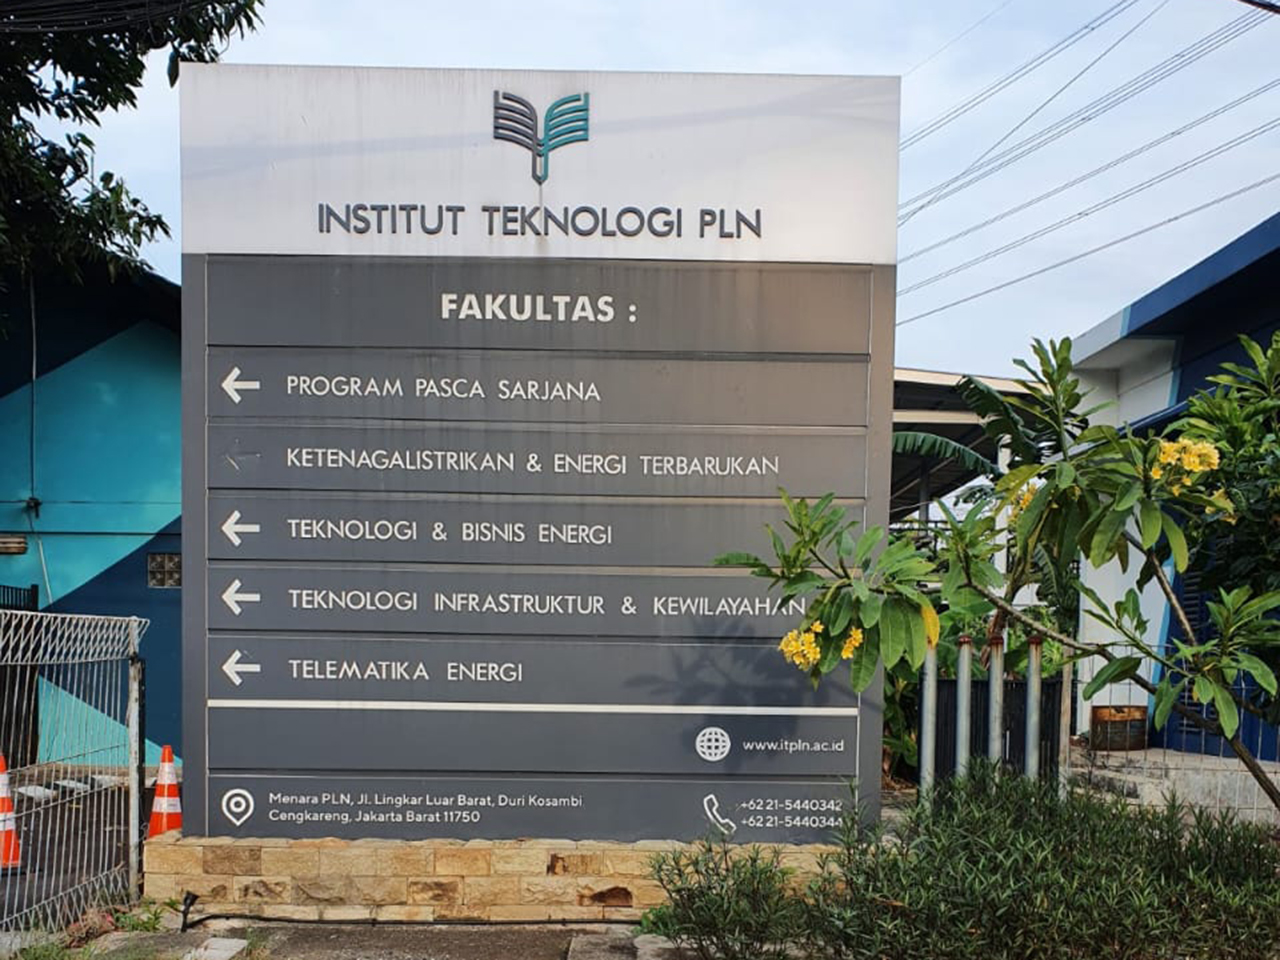 INSTITUT TEKNOLOGI PLN
FAKULTAS :
PROGRAM PASCA SARJANA
KETENAGALISTRIKAN & ENERGI TERBARUKAN
TEKNOLOGI & BISNIS ENERGI
TEKNOLOGI INFRASTRUKTUR & KEWILAYAHAN
TELEMATIKA ENERGI
www.itpln.ac.id
Menara PLN, Jl. Lingkar Luar Barat, Duri Kosambi
Cengkareng, Jakarta Barat 11750
+62 21-5440342
+62 21-5440344